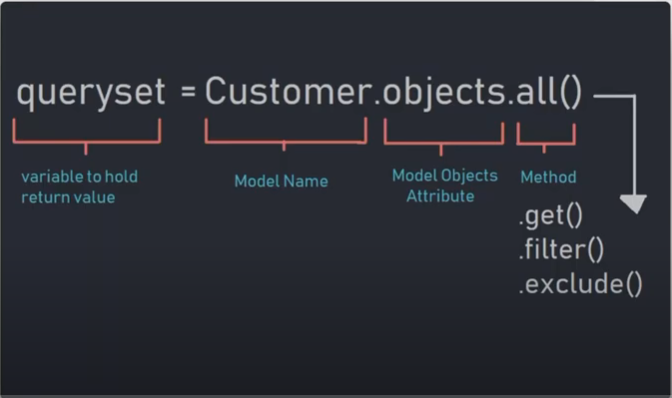 queryset = Customer.objects.all()
variable to hold
return value
Model Name
Model Objects
Attribute
Method
.get()
.filter()
.exclude()